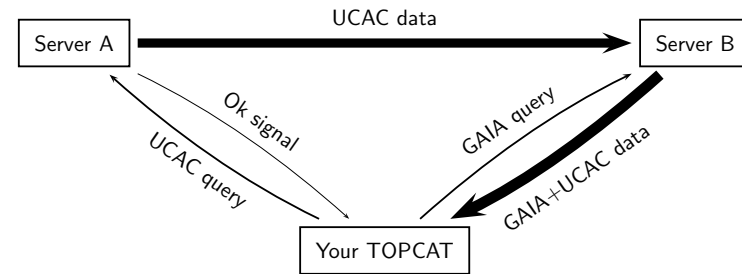 UCAC data
Server A
Server B
Ok signal
UCAC query
GAIA query
GAIA+UCAC data
Your TOPCAT